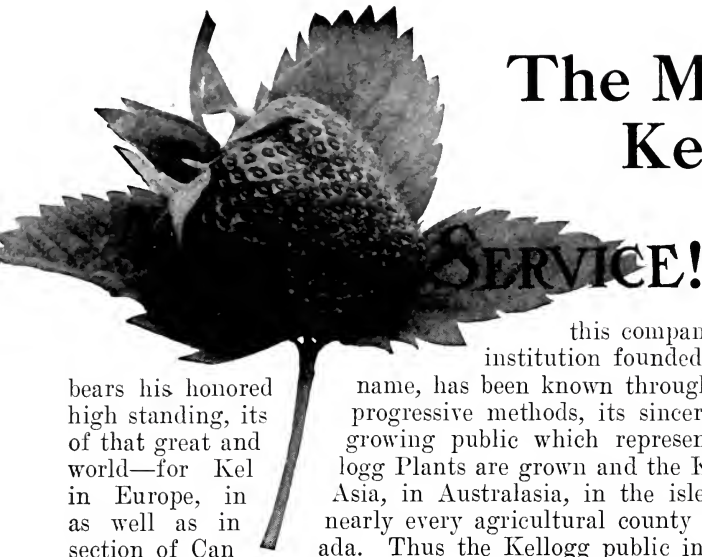 The M
Ke
SERVICE!
this compan
institution founded
bears his honored name, has been known through
high standing, its progressive methods, its sincer
of that great and growing public which represen
world—for Kel logg Plants are grown and the K
in Europe, in Asia, in Australasia, in the isle
as well as in nearly every agricultural county
section of Can ada. Thus the Kellogg public in